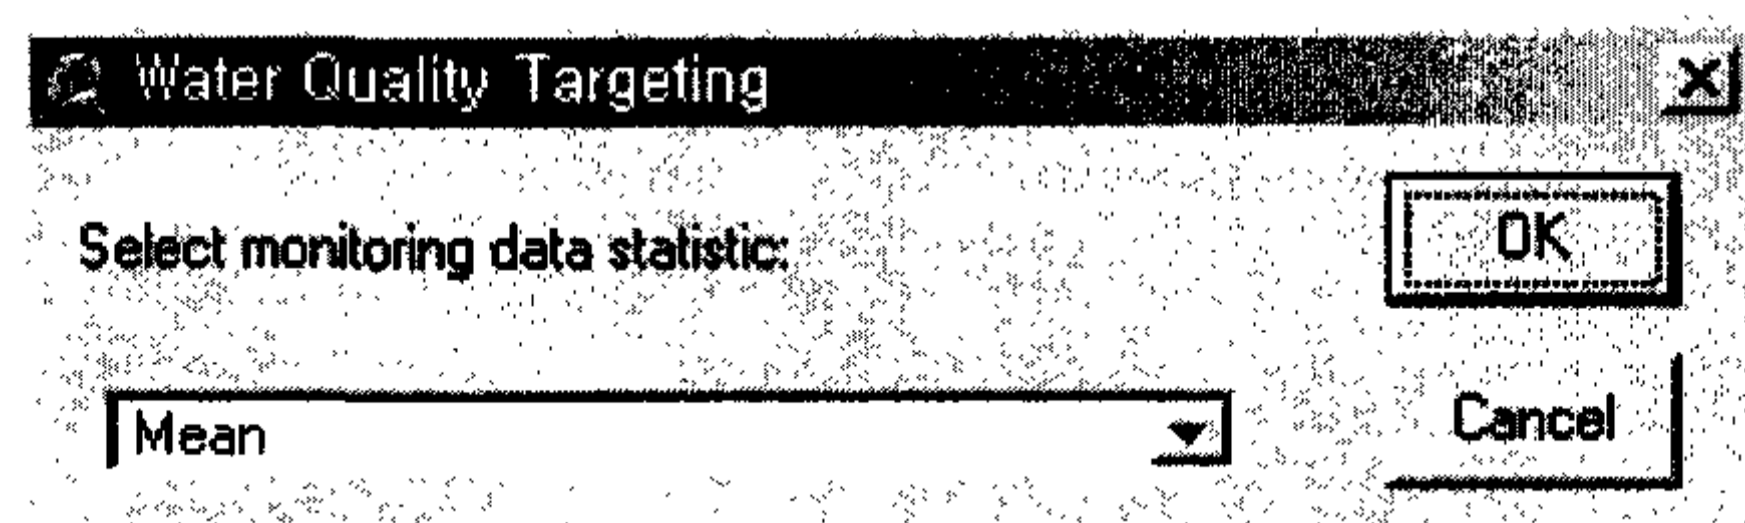 Water Quality Targeting
Select monitoring data statistic:
OK
Mean
Cancel